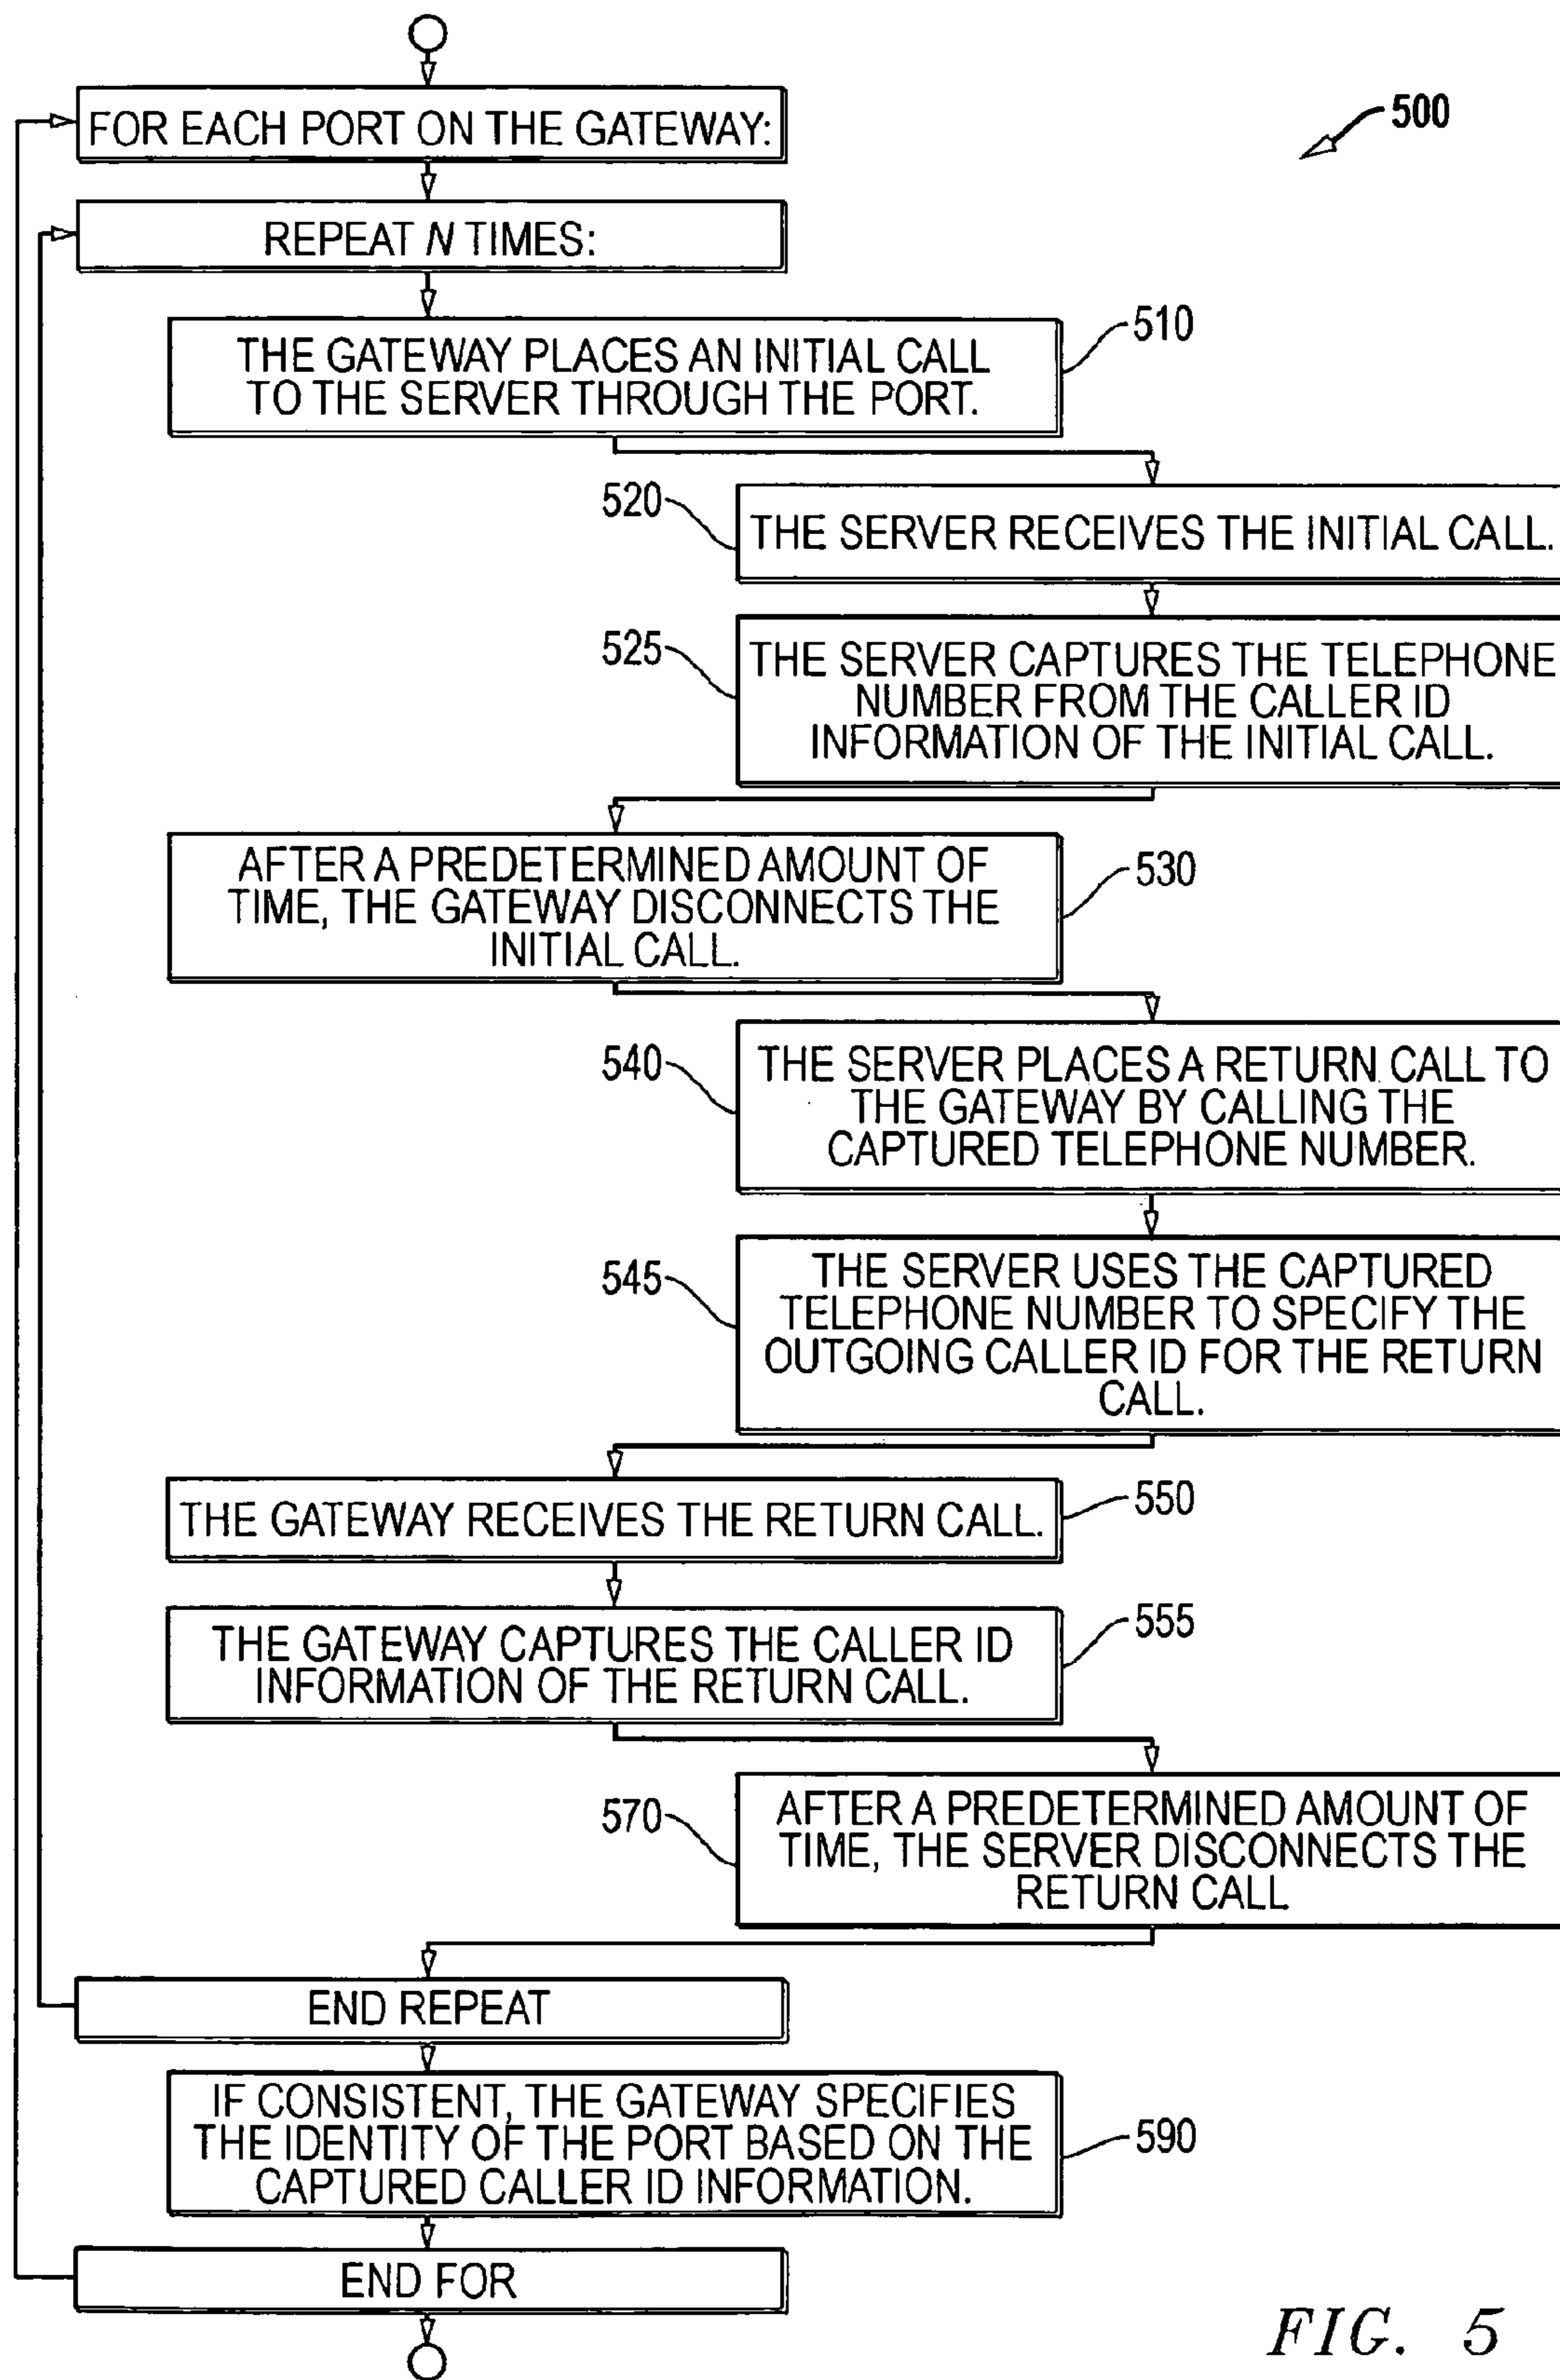 FOR EACH PORT ON THE GATEWAY:
500
REPEAT N TIMES:
510
THE GATEWAY PLACES AN INITIAL CALL
TO THE SERVER THROUGH THE PORT.
520
THE SERVER RECEIVES THE INITIAL CALL.
525
THE SERVER CAPTURES THE TELEPHONE
NUMBER FROM THE CALLER ID
INFORMATION OF THE INITIAL CALL.
AFTER A PREDETERMINED AMOUNT OF
TIME, THE GATEWAY DISCONNECTS THE
INITIAL CALL.
530
540
THE SERVER PLACES A RETURN CALL TO
THE GATEWAY BY CALLING THE
CAPTURED TELEPHONE NUMBER.
545
THE SERVER USES THE CAPTURED
TELEPHONE NUMBER TO SPECIFY THE
OUTGOING CALLER ID FOR THE RETURN
CALL.
THE GATEWAY RECEIVES THE RETURN CALL.
550
THE GATEWAY CAPTURES THE CALLER ID
INFORMATION OF THE RETURN CALL.
555
570
AFTER A PREDETERMINED AMOUNT OF
TIME, THE SERVER DISCONNECTS THE
RETURN CALL
END REPEAT
IF CONSISTENT, THE GATEWAY SPECIFIES
THE IDENTITY OF THE PORT BASED ON THE
CAPTURED CALLER ID INFORMATION.
590
END FOR
FIG. 5